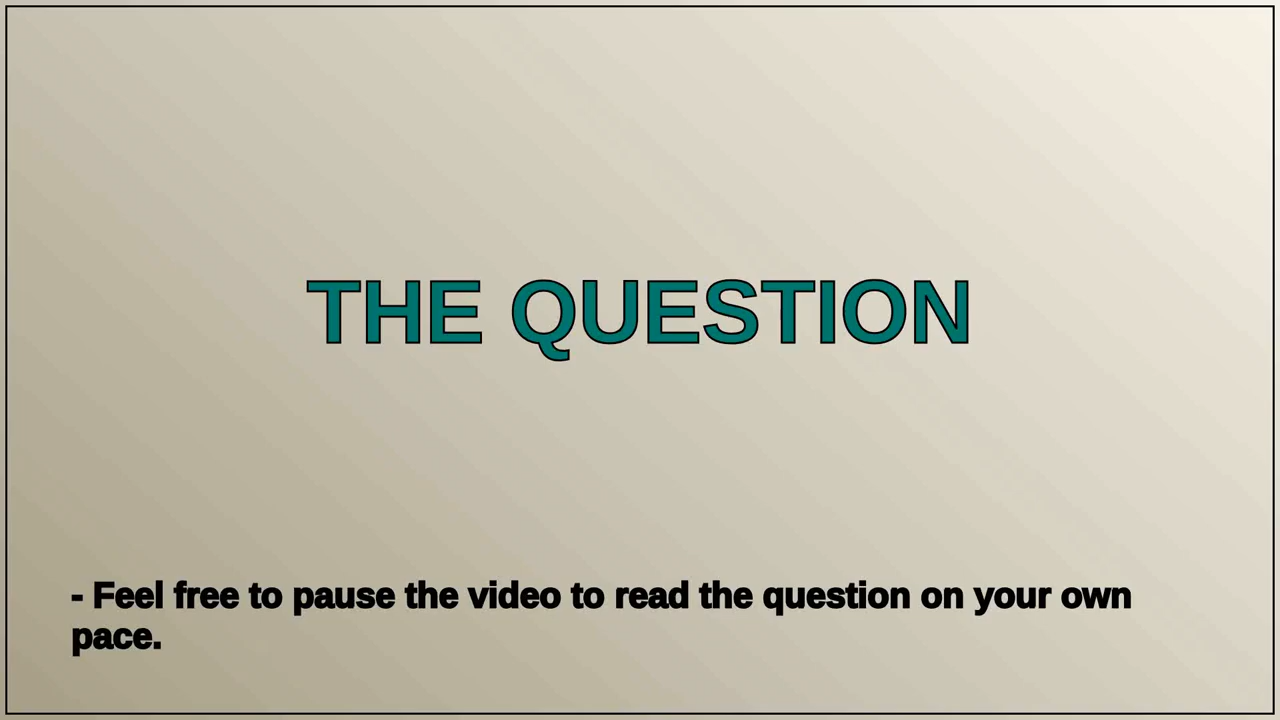 THE QUESTION
- Feel free to pause the video to read the question on your own
pace.